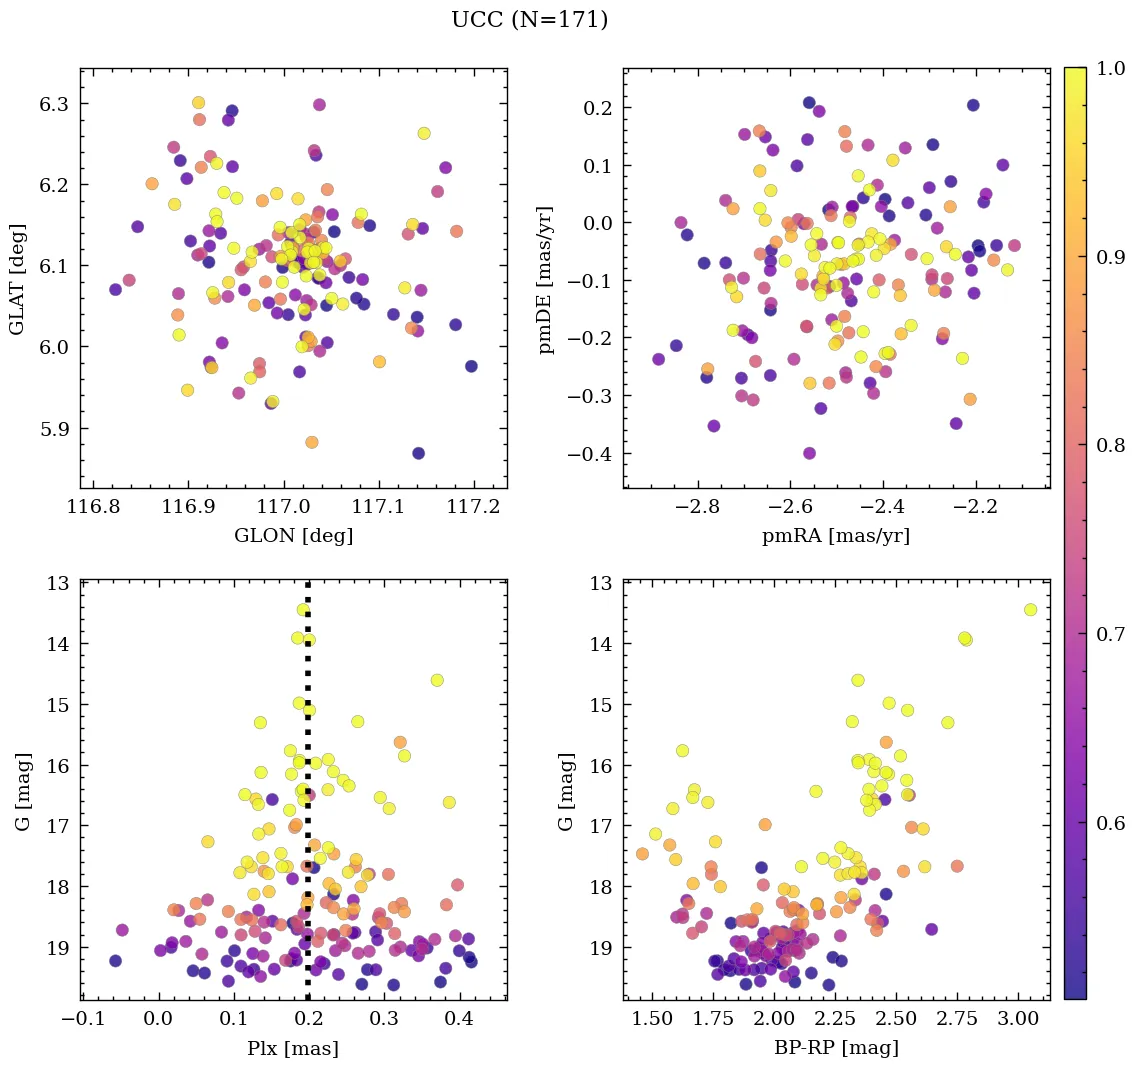 UCC (N=171)
6.3
6.2
6.1
6.0
5.9
GLAT [deg]
116.8 116.9 117.0 117.1 117.2
GLON [deg]
0.2
0.1
0.0
−0.1
−0.2
−0.3
−0.4
pmDE [mas/yr]
−2.8 −2.6 −2.4 −2.2
pmRA [mas/yr]
13
14
15
16
17
18
19
G [mag]
−0.1 0.0 0.1 0.2 0.3 0.4
Plx [mas]
13
14
15
16
17
18
19
G [mag]
1.50 1.75 2.00 2.25 2.50 2.75 3.00
BP-RP [mag]
1.0
0.9
0.8
0.7
0.6